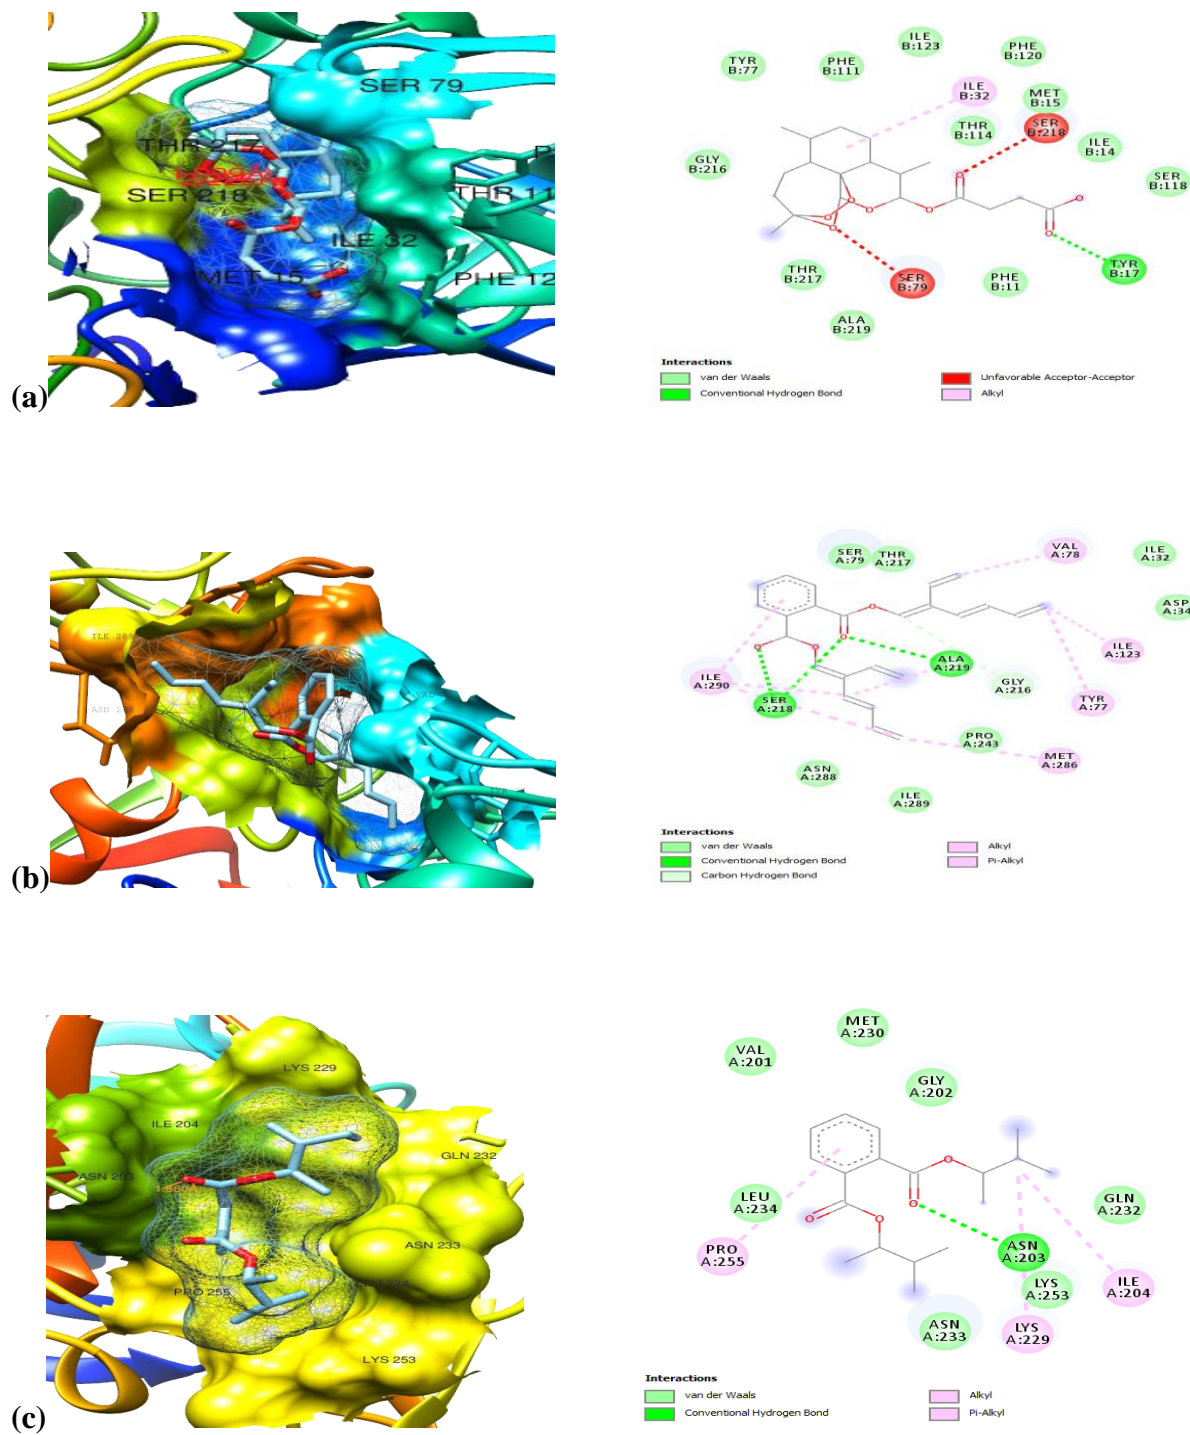 SER 79
THR 217
SER 218
THR 11
ILE 32
MET 15
PHE 12
(a)
ILE
B:123
PHE
B:120
TYR
B:77
PHE
B:111
ILE
B:32
MET
B:15
THR
B:114
SER
B:218
ILE
B:14
GLY
B:216
SER
B:118
THR
B:217
SER
B:79
PHE
B:11
TYR
B:17
ALA
B:219
Interactions
van der Waals
Conventional Hydrogen Bond
Unfavorable Acceptor-Acceptor
Alkyl
(b)
SER
A:79
THR
A:217
VAL
A:78
ILE
A:32
ASP
A:34
ILE
A:123
ALA
A:219
GLY
A:216
TYR
A:77
ILE
A:290
SER
A:218
PRO
A:243
MET
A:286
ASN
A:288
ILE
A:289
Interactions
van der Waals
Conventional Hydrogen Bond
Carbon Hydrogen Bond
Alkyl
Pi-Alkyl
LYS 229
ILE 204
GLN 232
ASN 203
1.860Å
ASN 233
PRO 255
LYS 253
(c)
MET
A:230
VAL
A:201
GLY
A:202
LEU
A:234
GLN
A:232
PRO
A:255
ASN
A:203
LYS
A:253
ILE
A:204
ASN
A:233
LYS
A:229
Interactions
van der Waals
Conventional Hydrogen Bond
Alkyl
Pi-Alkyl